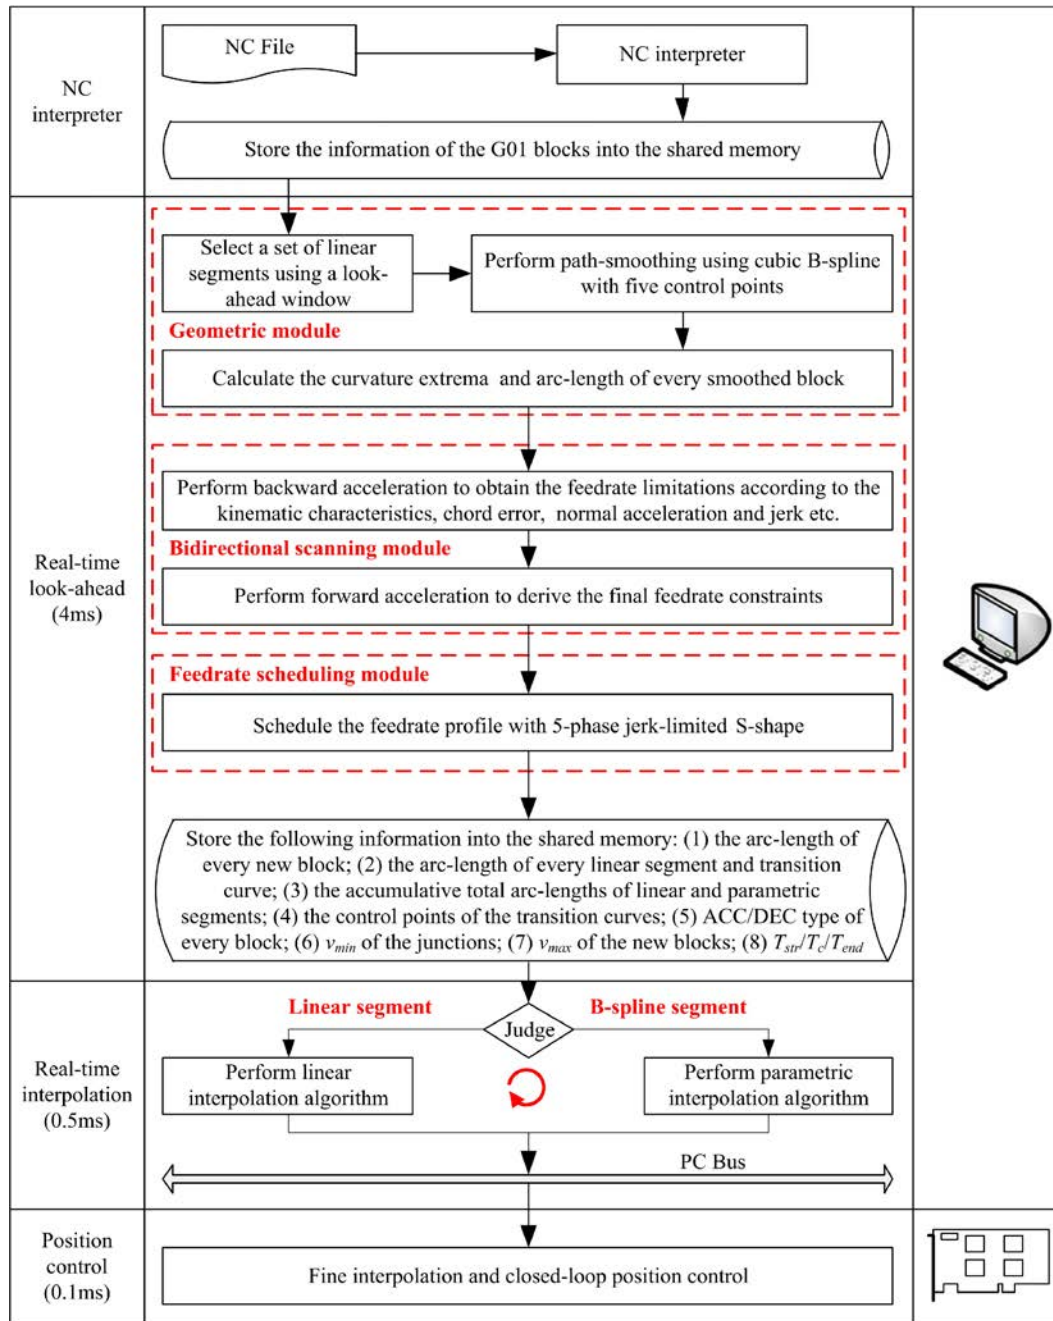 NC
interpreter
NC File
NC interpreter
Store the information of the G01 blocks into the shared memory
Real-time
look-ahead
(4ms)
Select a set of linear
segments using a look-
ahead window
Perform path-smoothing using cubic B-spline
with five control points
Geometric module
Calculate the curvature extrema and arc-length of every smoothed block
Perform backward acceleration to obtain the feedrate limitations according to the
kinematic characteristics, chord error, normal acceleration and jerk etc.
Bidirectional scanning module
Perform forward acceleration to derive the final feedrate constraints
Feedrate scheduling module
Schedule the feedrate profile with 5-phase jerk-limited S-shape
Store the following information into the shared memory: (1) the arc-length of
every new block; (2) the arc-length of every linear segment and transition
curve; (3) the accumulative total arc-lengths of linear and parametric
segments; (4) the control points of the transition curves; (5) ACC/DEC type of
every block; (6) vmin of the junctions; (7) vmax of the new blocks; (8) Tstr/Tc/Tend
Real-time
interpolation
(0.5ms)
Linear segment
Judge
B-spline segment
Perform linear
interpolation algorithm
Perform parametric
interpolation algorithm
PC Bus
Position
control
(0.1ms)
Fine interpolation and closed-loop position control